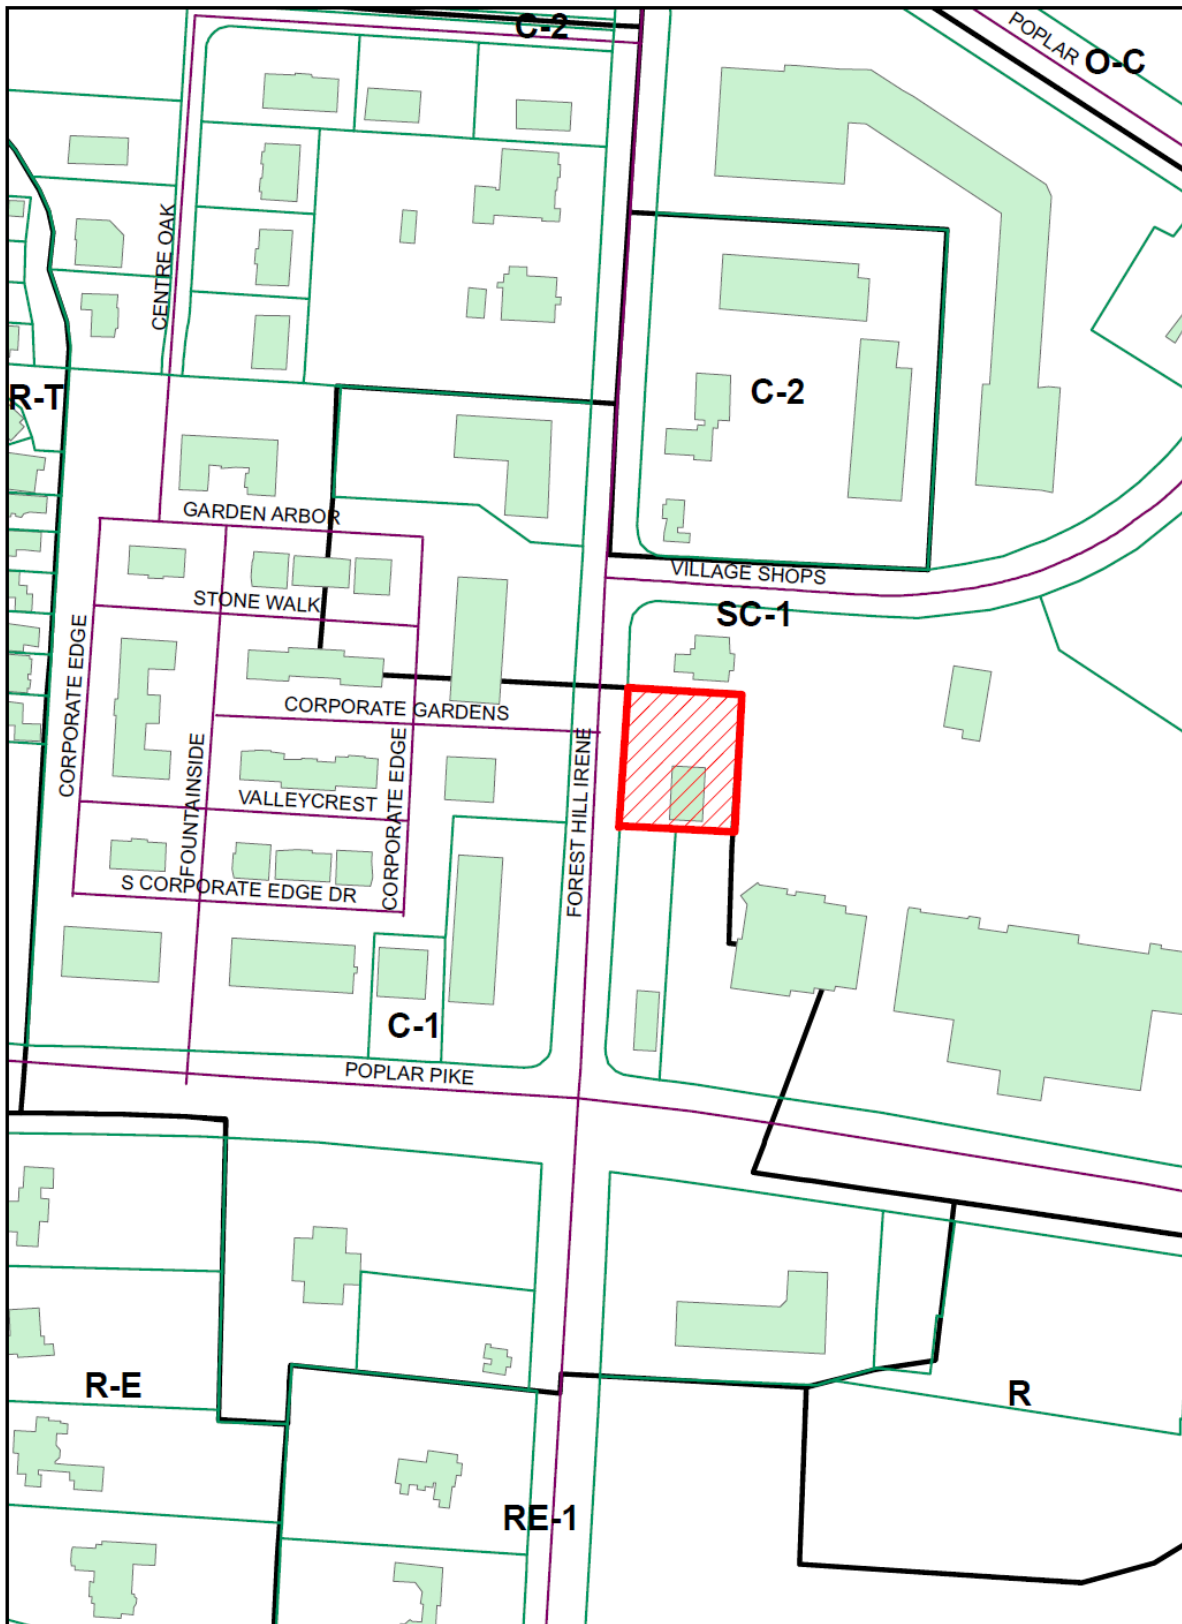 C-2
POPLAR
O-C
CENTRE OAK
R-T
C-2
GARDEN ARBOR
VILLAGE SHOPS
STONE WALK
SC-1
CORPORATE EDGE
CORPORATE GARDENS
FOUNTAINSIDE
CORPORATE EDGE
FOREST HILL IRENE
VALLEYCREST
S CORPORATE EDGE DR
C-1
POPLAR PIKE
R-E
R
RE-1